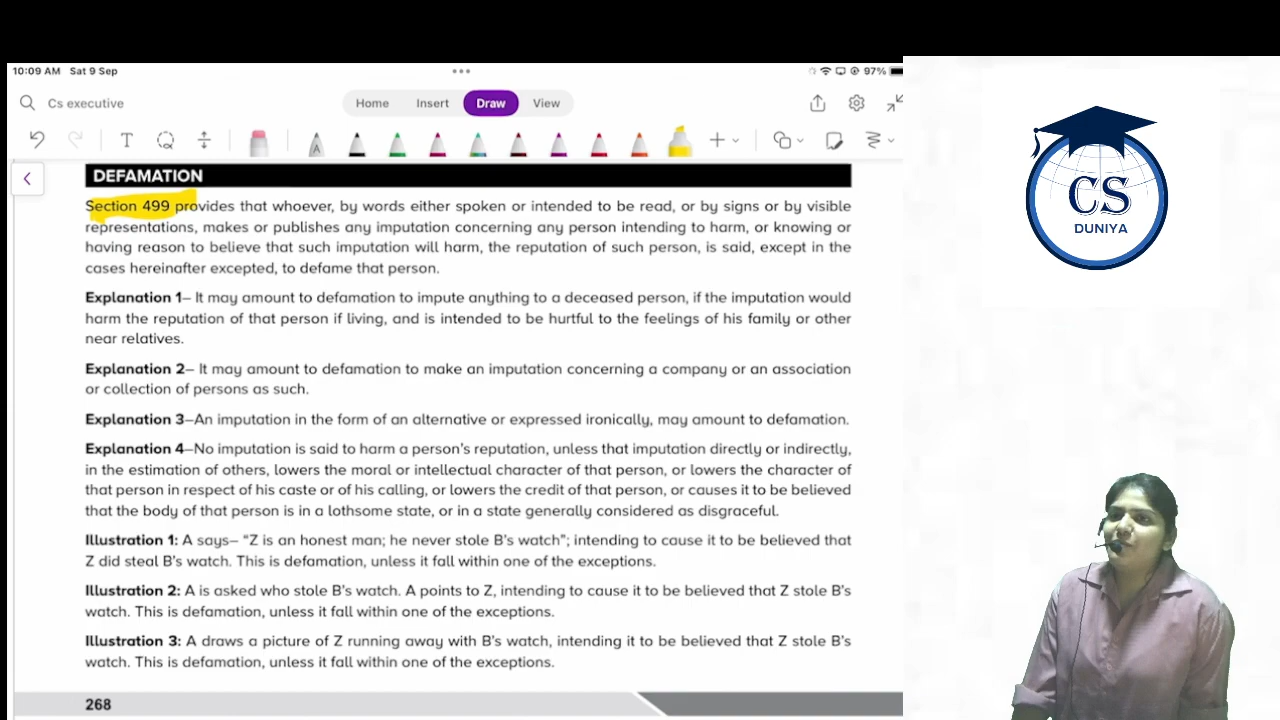 10:09 AM Sat 9 Sep
97%
Cs executive
Home Insert Draw View
T
A
DEFAMATION
Section 499 provides that whoever, by words either spoken or intended to be read, or by signs or by visible
representations, makes or publishes any imputation concerning any person intending to harm, or knowing or
having reason to believe that such imputation will harm, the reputation of such person, is said, except in the
cases hereinafter excepted, to defame that person.
Explanation 1– It may amount to defamation to impute anything to a deceased person, if the imputation would
harm the reputation of that person if living, and is intended to be hurtful to the feelings of his family or other
near relatives.
Explanation 2– It may amount to defamation to make an imputation concerning a company or an association
or collection of persons as such.
Explanation 3–An imputation in the form of an alternative or expressed ironically, may amount to defamation.
Explanation 4–No imputation is said to harm a person's reputation, unless that imputation directly or indirectly,
in the estimation of others, lowers the moral or intellectual character of that person, or lowers the character of
that person in respect of his caste or of his calling, or lowers the credit of that person, or causes it to be believed
that the body of that person is in a lothsome state, or in a state generally considered as disgraceful.
Illustration 1: A says– "Z is an honest man; he never stole B's watch"; intending to cause it to be believed that
Z did steal B's watch. This is defamation, unless it fall within one of the exceptions.
Illustration 2: A is asked who stole B's watch. A points to Z, intending to cause it to be believed that Z stole B's
watch. This is defamation, unless it fall within one of the exceptions.
Illustration 3: A draws a picture of Z running away with B's watch, intending it to be believed that Z stole B's
watch. This is defamation, unless it fall within one of the exceptions.
268
CS
DUNIYA